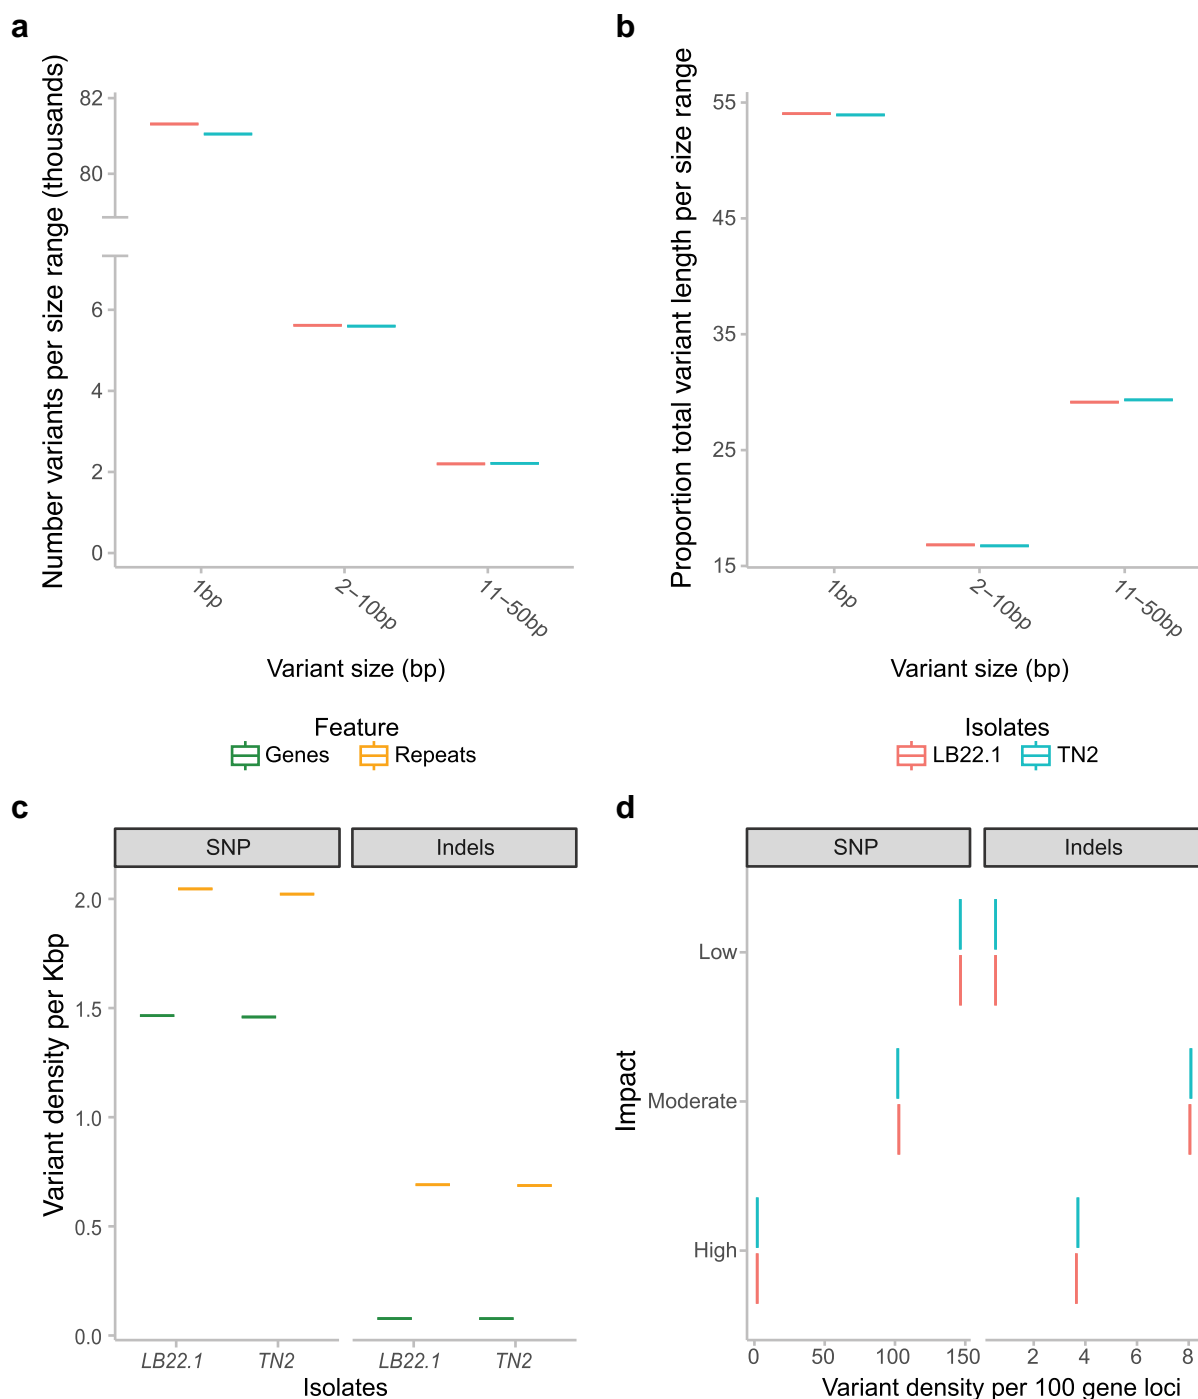 a
Number variants per size range (thousands)
82
80
6
4
2
0
1bp
2−10bp
11−50bp
Variant size (bp)
b
Proportion total variant length per size range
55
45
35
25
15
1bp
2−10bp
11−50bp
Variant size (bp)
Feature
Genes
Repeats
Isolates
LB22.1
TN2
c
SNP
Indels
Variant density per Kbp
2.0
1.5
1.0
0.5
0.0
LB22.1
TN2
LB22.1
TN2
Isolates
d
SNP
Indels
Impact
Low
Moderate
High
0
50
100
150
2
4
6
8
Variant density per 100 gene loci